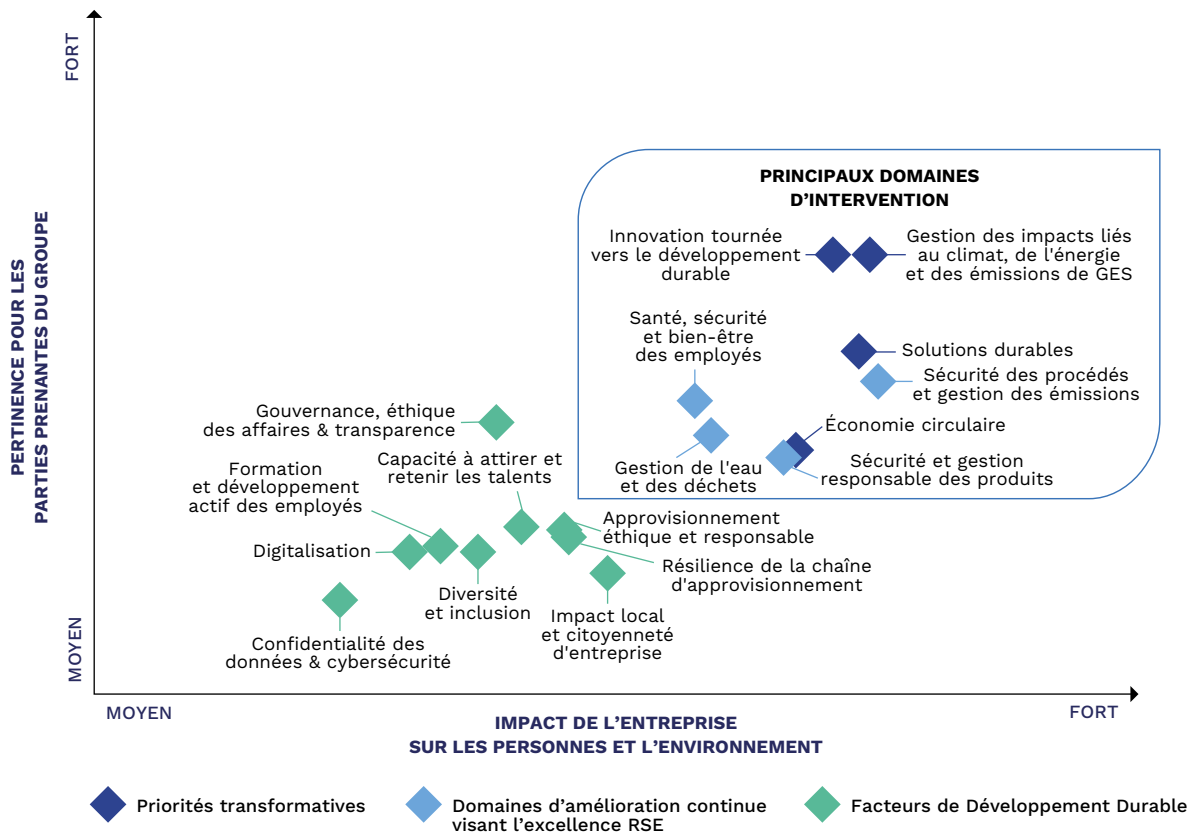 FORT
PERTINENCE POUR LES
PARTIES PRENANTES DU GROUPE
MOYEN
PRINCIPAUX DOMAINES
D’INTERVENTION
Innovation tournée
vers le développement
durable
Gestion des impacts liés
au climat, de l'énergie
et des émissions de GES
Santé, sécurité
et bien-être
des employés
Solutions durables
Sécurité des procédés
et gestion des émissions
Économie circulaire
Gestion de l'eau
et des déchets
Sécurité et gestion
responsable des produits
Gouvernance, éthique
des affaires & transparence
Capacité à attirer et
retenir les talents
Formation
et développement
actif des employés
Approvisionnement
éthique et responsable
Digitalisation
Résilience de la chaîne
d'approvisionnement
Diversité
et inclusion
Impact local
et citoyenneté
d'entreprise
Confidentialité des
données & cybersécurité
MOYEN
FORT
IMPACT DE L’ENTREPRISE
SUR LES PERSONNES ET L’ENVIRONNEMENT
Priorités transformatives
Domaines d’amélioration continue
visant l’excellence RSE
Facteurs de Développement Durable